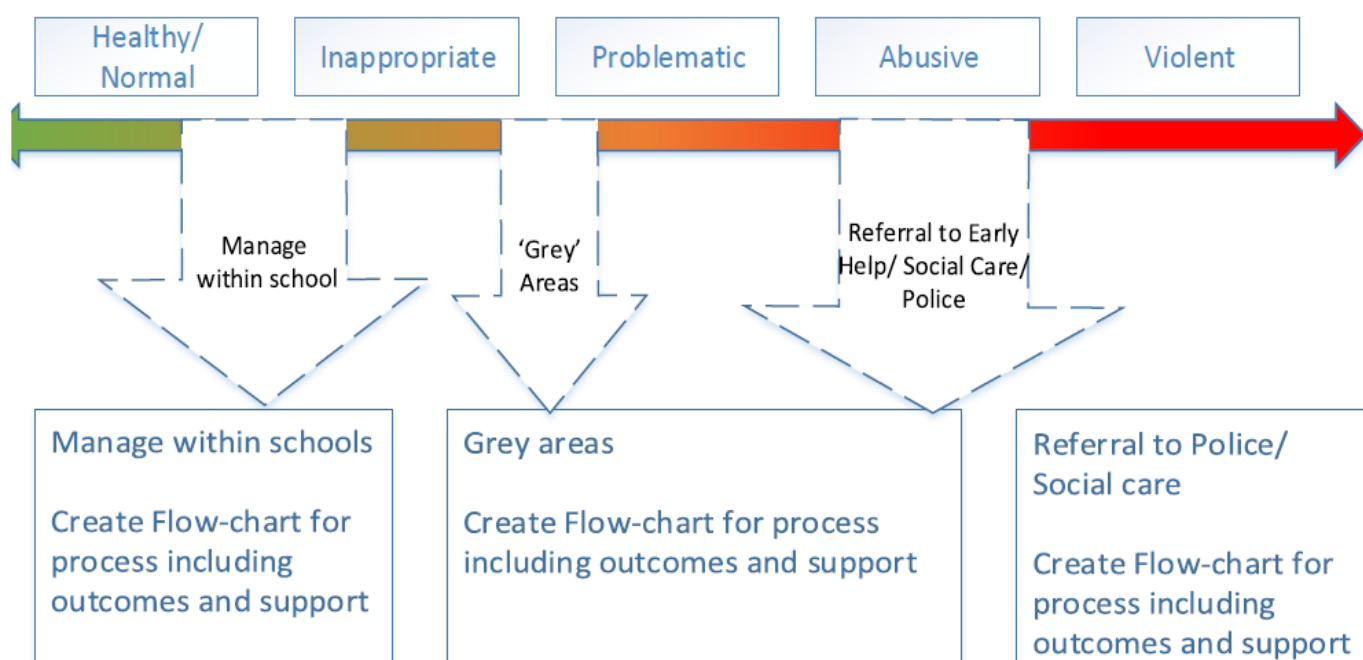 Healthy/
Normal
Inappropriate
Problematic
Abusive
Violent
Manage
within school
‘Grey’
Areas
Referral to Early
Help/ Social Care/
Police
Manage within schools
Create Flow-chart for
process including
outcomes and support
Grey areas
Create Flow-chart for process
including outcomes and support
Referral to Police/
Social care
Create Flow-chart for
process including
outcomes and support